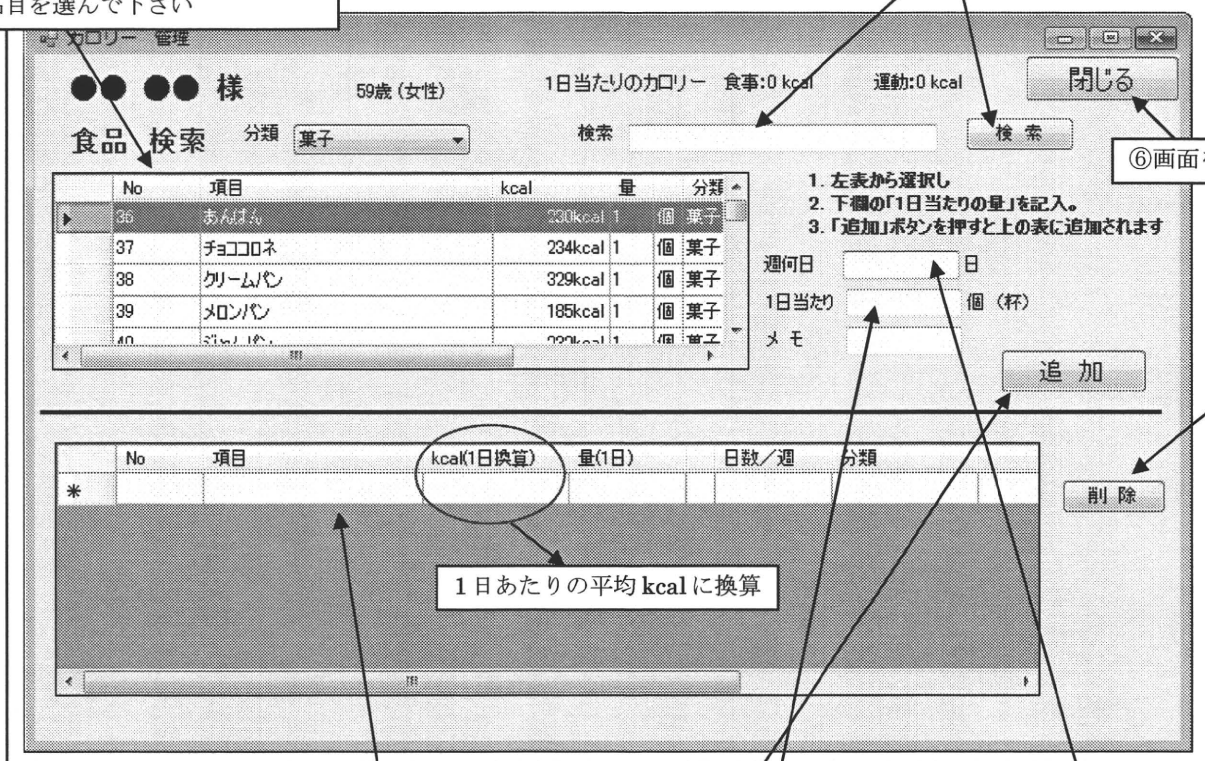 品目を選んで下さい
カロリー 管理
●● ●● 様
59歳 (女性)
1日当たりのカロリー 食事:0 kcal 運動:0 kcal
閉じる
食品 検索
分類 菓子
検索
検 索
⑥画面を
No 項目 kcal 量 分類
36 あんぱん 230kcal 1 個 菓子
37 チョココロネ 234kcal 1 個 菓子
38 クリームパン 329kcal 1 個 菓子
39 メロンパン 185kcal 1 個 菓子
40
1. 左表から選択し
2. 下欄の「1日当たりの量」を記入。
3. 「追加」ボタンを押すと上の表に追加されます
週何日 日
1日当たり 個 (杯)
メモ
追 加
No 項目 kcal(1日換算) 量(1日) 日数/週 分類
*
削 除
1日あたりの平均 kcal に換算